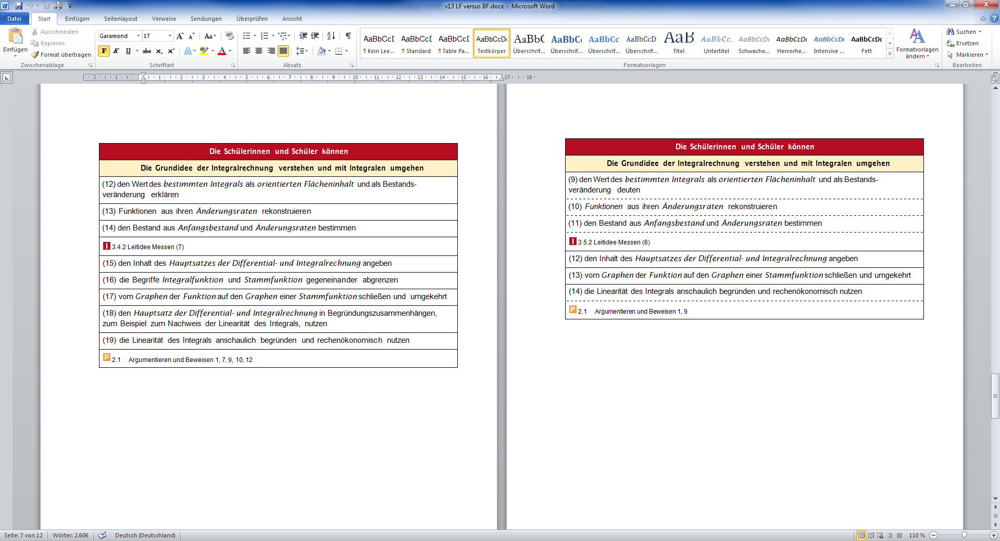 v13 LF versus BF.docx - Microsoft Word
Datei Start Einfügen Seitenlayout Verweise Sendungen Überprüfen Ansicht
Einfügen
Ausschneiden
Kopieren
Format übertragen
Zwischenablage
Garamond 17
F K U abc x₂ x²
Schriftart
Absatz
AaBbCcD AaBbCcD AaBbCcD AaBbCcDc AaBbC AaBbCc AaBbCc AaBbCcD AaB AaBbCc. AaBbCcDc AaBbCcDc AaBbCcDc AaBbCcDc
¶ Kein Lee... ¶ Standard ¶ Table Pa... Textkörper Überschrif... Überschrif... Überschrif... Überschrif... Titel Untertitel Schwache... Hervorhe... Intensive ... Fett
Formatvorlagen ändern
Formatvorlagen
Suchen
Ersetzen
Markieren
Bearbeiten
2 1 1 2 3 4 5 6 7 8 9 10 11 12 13 14 15 16 17 18
Die Schülerinnen und Schüler können
Die Grundidee der Integralrechnung verstehen und mit Integralen umgehen
(12) den Wert des bestimmten Integrals als orientierten Flächeninhalt und als Bestands-
veränderung erklären
(13) Funktionen aus ihren Änderungsraten rekonstruieren
(14) den Bestand aus Anfangsbestand und Änderungsraten bestimmen
I 3.4.2 Leitidee Messen (7)
(15) den Inhalt des Hauptsatzes der Differential- und Integralrechnung angeben
(16) die Begriffe Integralfunktion und Stammfunktion gegeneinander abgrenzen
(17) vom Graphen der Funktion auf den Graphen einer Stammfunktion schließen und umgekehrt
(18) den Hauptsatz der Differential- und Integralrechnung in Begründungszusammenhängen,
zum Beispiel zum Nachweis der Linearität des Integrals, nutzen
(19) die Linearität des Integrals anschaulich begründen und rechenökonomisch nutzen
P 2.1 Argumentieren und Beweisen 1, 7, 9, 10, 12
Die Schülerinnen und Schüler können
Die Grundidee der Integralrechnung verstehen und mit Integralen umgehen
(9) den Wert des bestimmten Integrals als orientierten Flächeninhalt und als Bestands-
veränderung deuten
(10) Funktionen aus ihren Änderungsraten rekonstruieren
(11) den Bestand aus Anfangsbestand und Änderungsraten bestimmen
I 3.5.2 Leitidee Messen (6)
(12) den Inhalt des Hauptsatzes der Differential- und Integralrechnung angeben
(13) vom Graphen der Funktion auf den Graphen einer Stammfunktion schließen und umgekehrt
(14) die Linearität des Integrals anschaulich begründen und rechenökonomisch nutzen
P 2.1 Argumentieren und Beweisen 1, 9
Seite: 7 von 12 Wörter: 2.606 Deutsch (Deutschland) 110 %